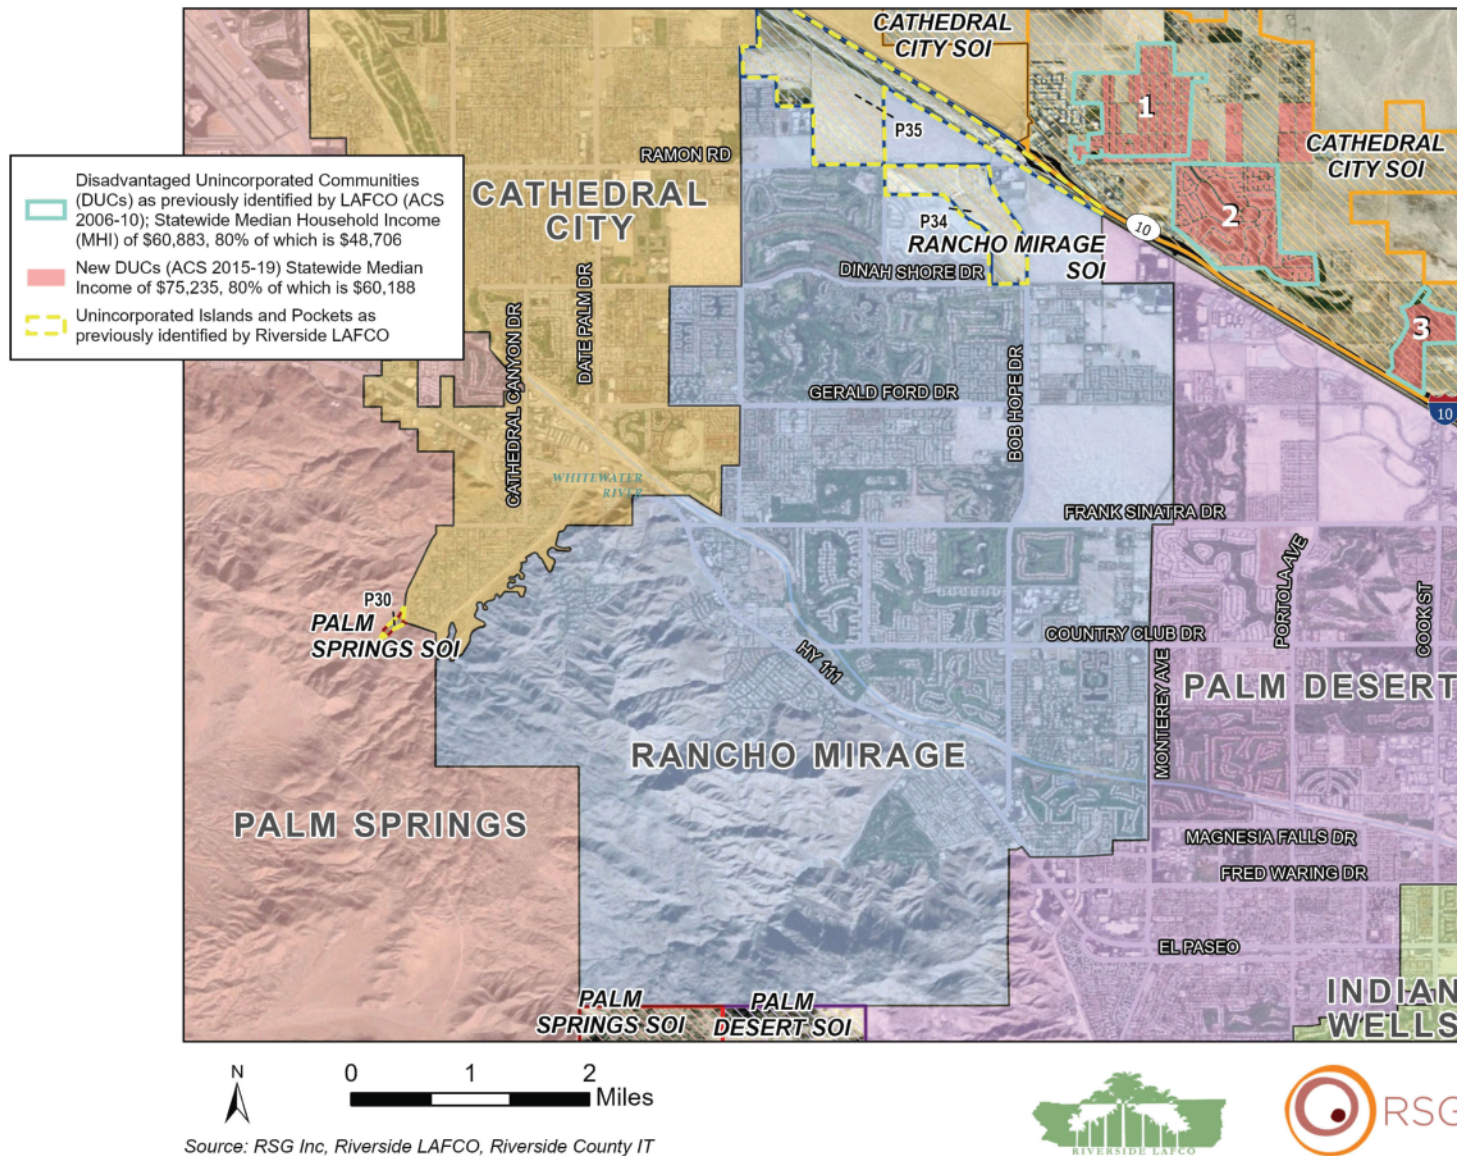 CATHEDRAL
CITY SOI
1
P35
RAMON RD
CATHEDRAL
CITY SOI
Disadvantaged Unincorporated Communities
(DUCs) as previously identified by LAFCO (ACS
2006-10); Statewide Median Household Income
(MHI) of $60,883, 80% of which is $48,706
New DUCs (ACS 2015-19) Statewide Median
Income of $75,235, 80% of which is $60,188
Unincorporated Islands and Pockets as
previously identified by Riverside LAFCO
CATHEDRAL
CITY
P34
2
10
RANCHO MIRAGE
SOI
DINAH SHORE DR
DATE PALM DR
CATHEDRAL CANYON DR
3
GERALD FORD DR
BOB HOPE DR
10
WHITEWATER
RIVER
FRANK SINATRA DR
PORTOLA AVE
COOK ST
P30
PALM
SPRINGS SOI
COUNTRY CLUB DR
HY 111
MONTEREY AVE
PALM DESERT
RANCHO MIRAGE
PALM SPRINGS
MAGNESIA FALLS DR
FRED WARING DR
EL PASEO
INDIAN
WELLS
PALM
SPRINGS SOI
PALM
DESERT SOI
N
0 1 2
Miles
Source: RSG Inc, Riverside LAFCO, Riverside County IT
RIVERSIDE LAFCO
RSG